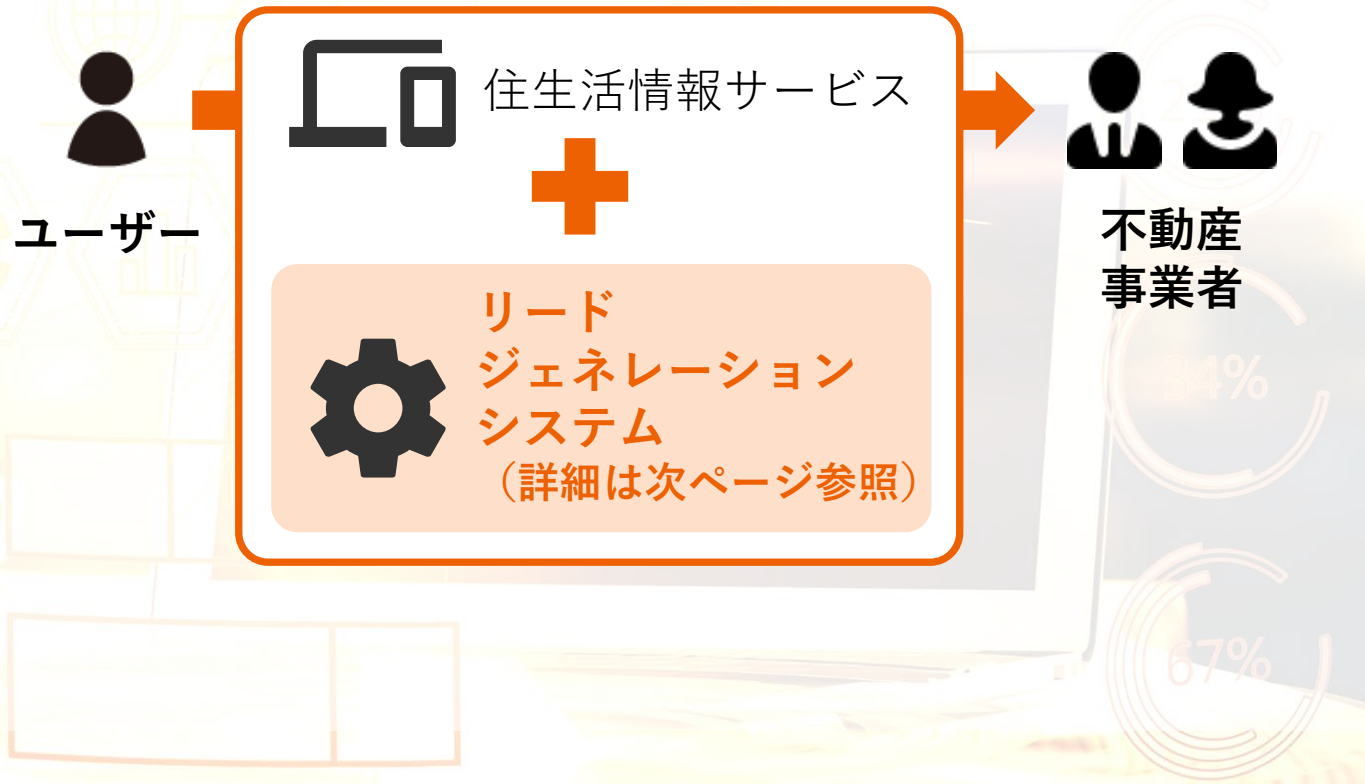 住生活情報サービス
ユーザー
不動産
事業者
リード
ジェネレーション
システム
（詳細は次ページ参照）
67%